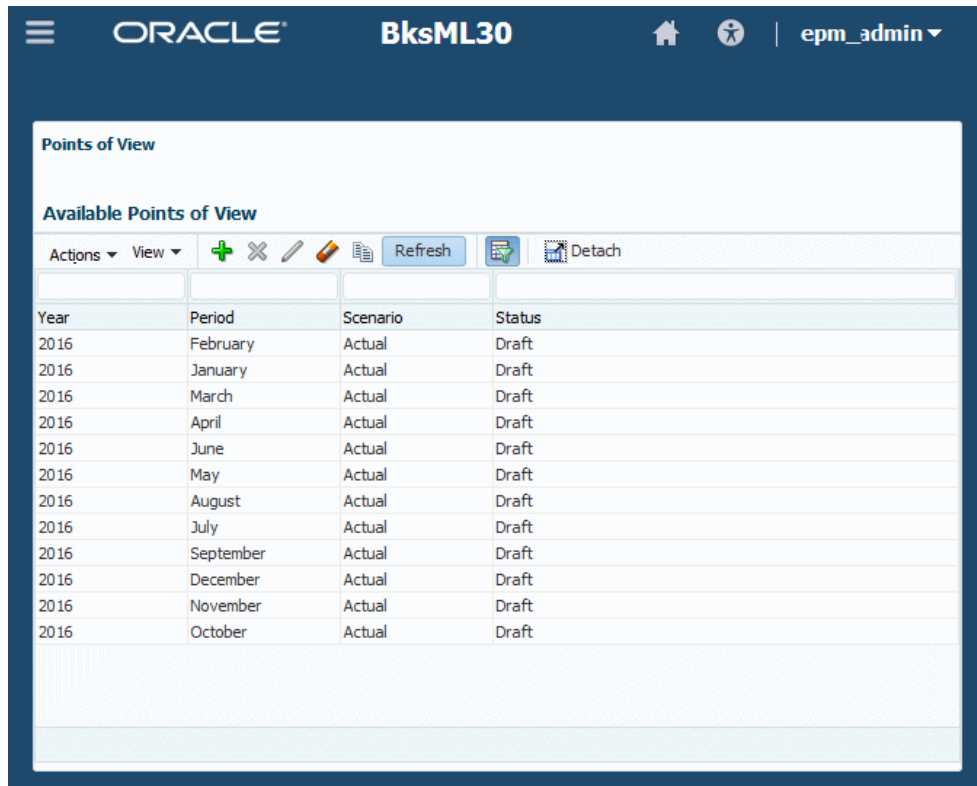 ORACLE BksML30 epm_admin
Points of View
Available Points of View
Actions View Refresh Detach
Year Period Scenario Status
2016 February Actual Draft
2016 January Actual Draft
2016 March Actual Draft
2016 April Actual Draft
2016 June Actual Draft
2016 May Actual Draft
2016 August Actual Draft
2016 July Actual Draft
2016 September Actual Draft
2016 December Actual Draft
2016 November Actual Draft
2016 October Actual Draft